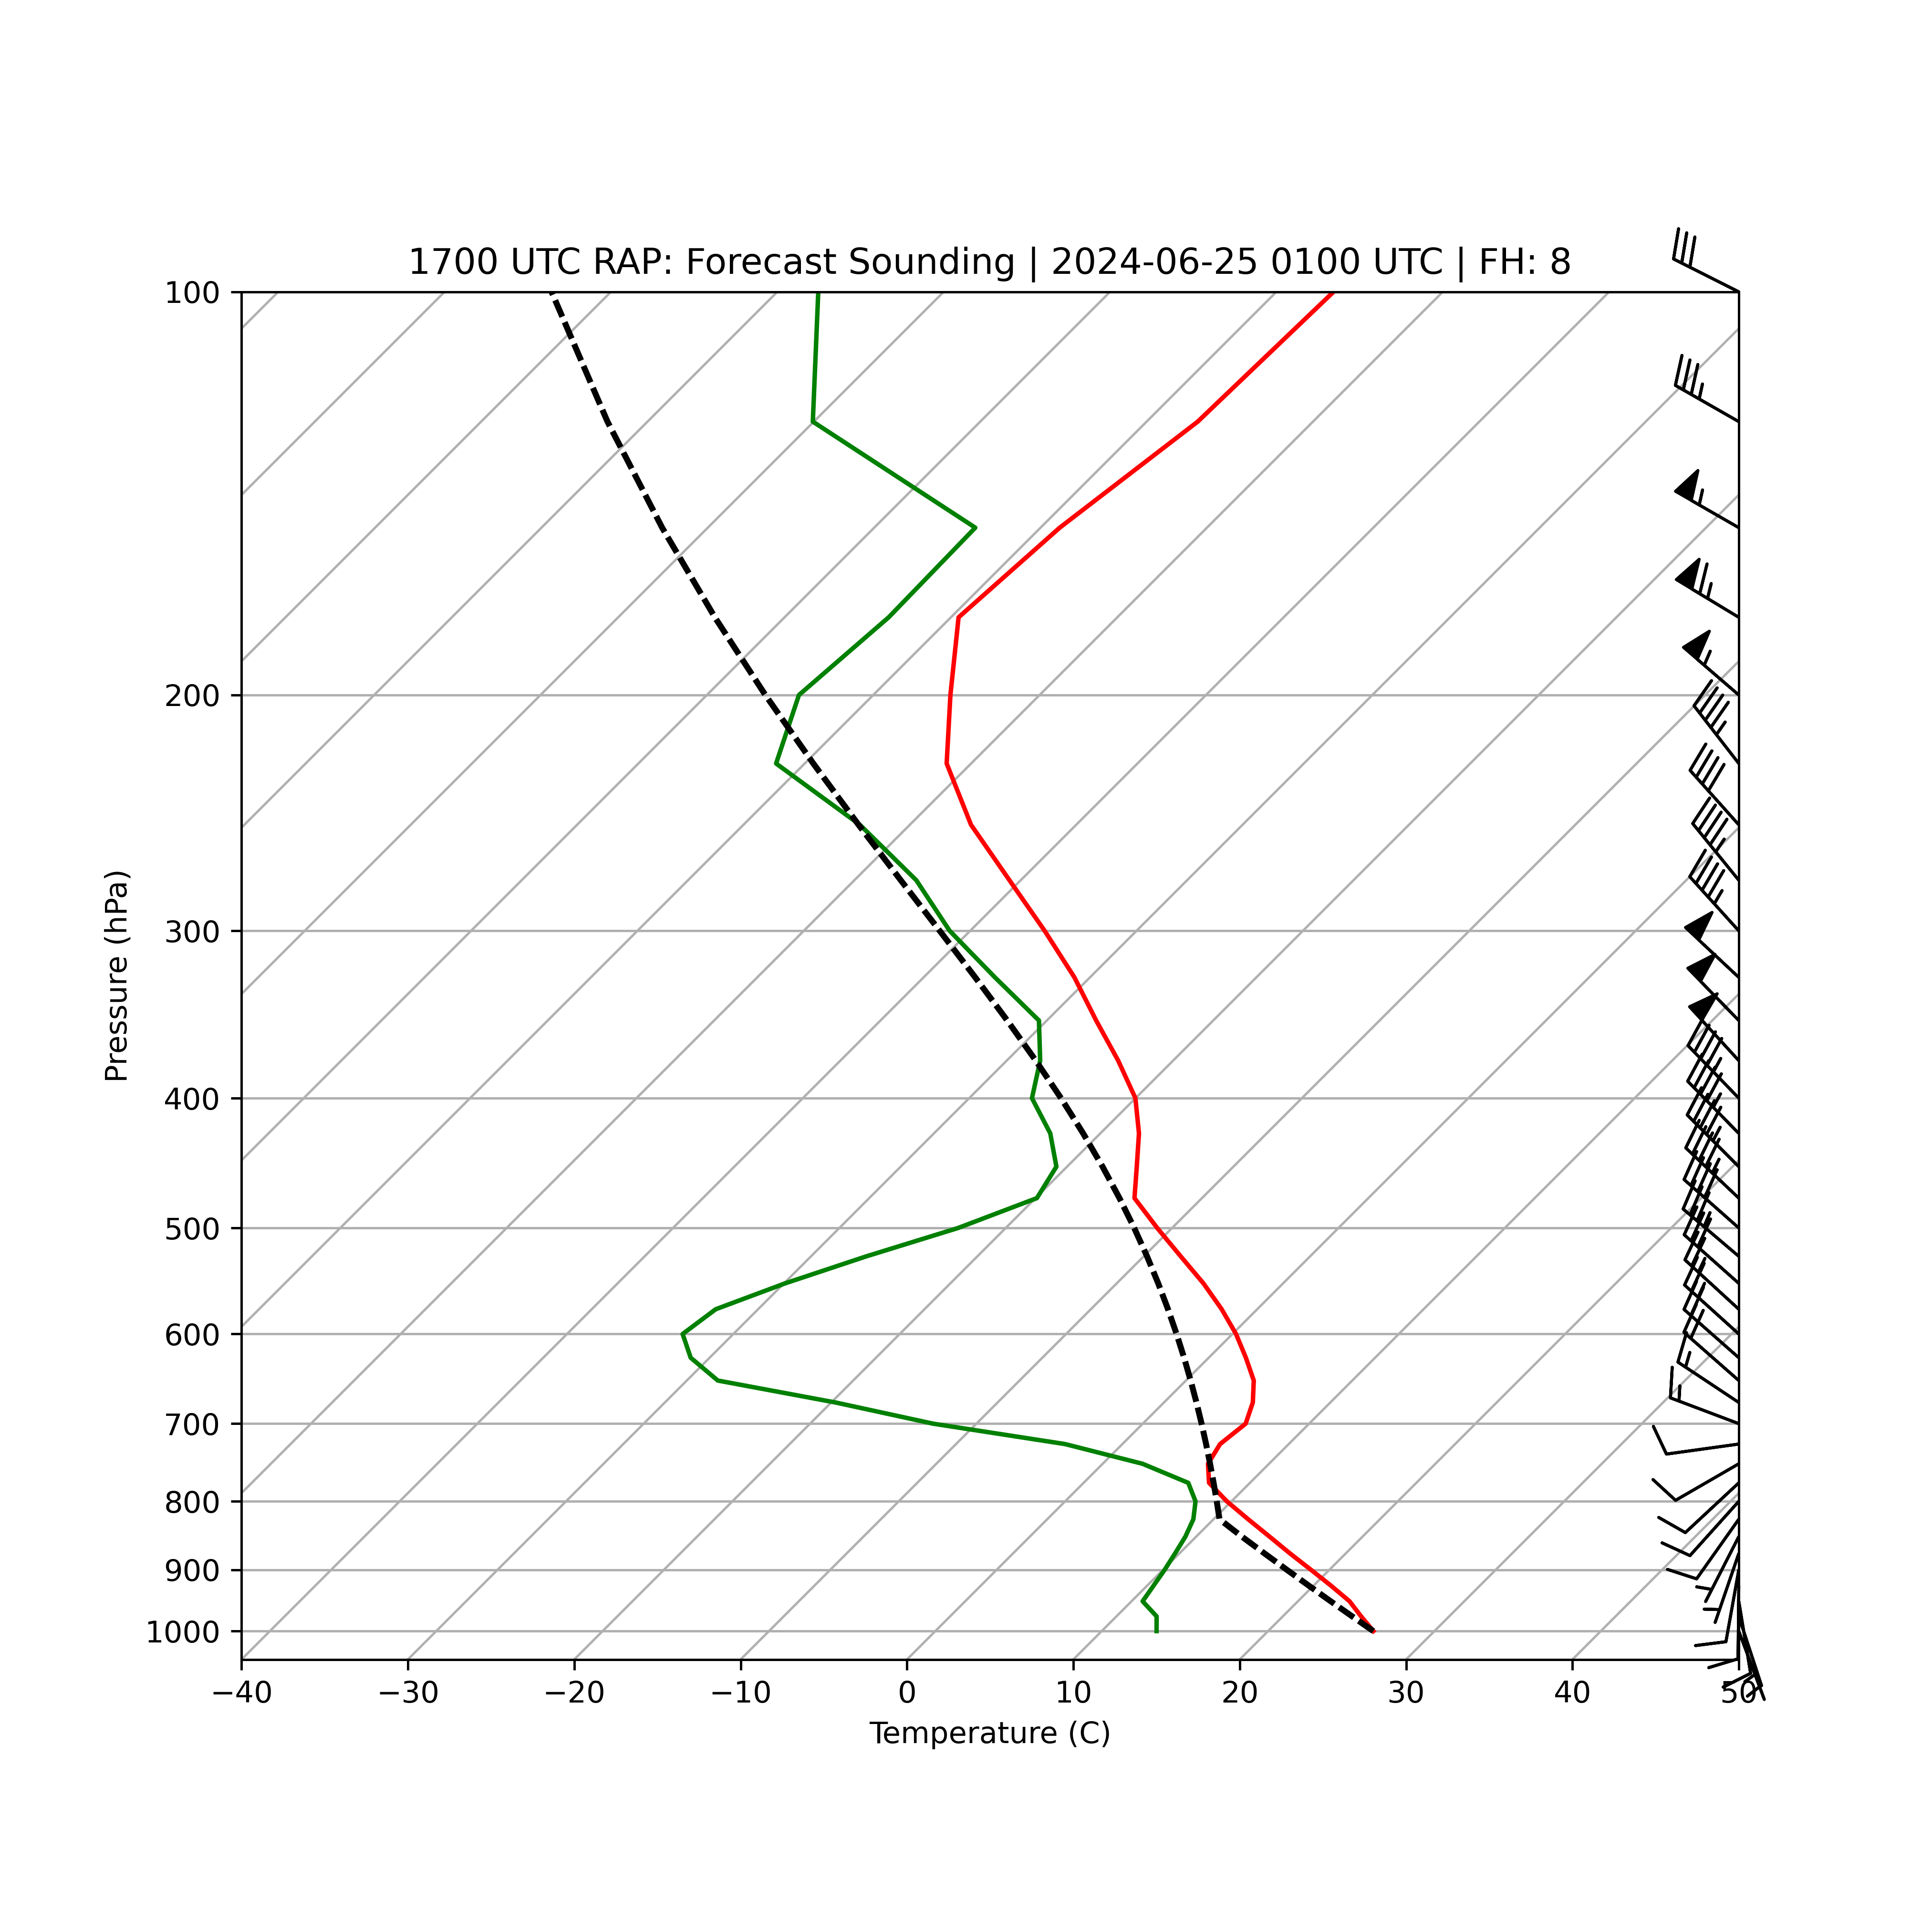 1700 UTC RAP: Forecast Sounding | 2024-06-25 0100 UTC | FH: 8
100
200
300
400
500
600
700
800
900
1000
Pressure (hPa)
−40 −30 −20 −10 0 10 20 30 40 50
Temperature (C)